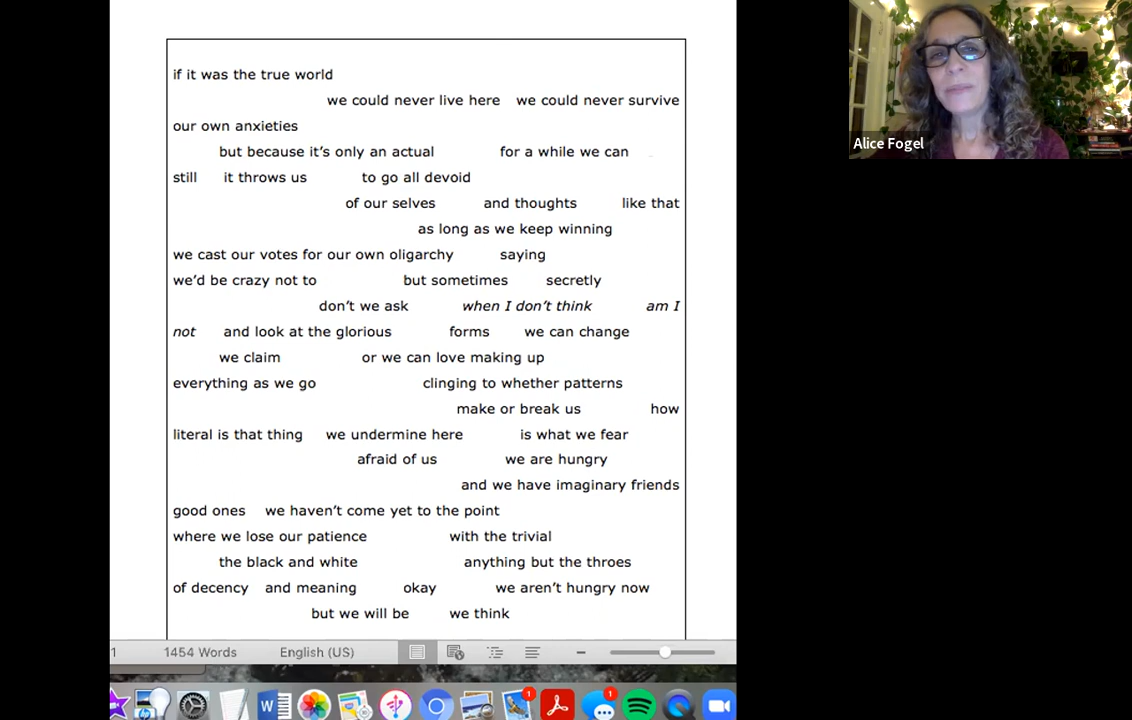 if it was the true world
we could never live here we could never survive
our own anxieties
but because it's only an actual for a while we can
still it throws us to go all devoid
of our selves and thoughts like that
as long as we keep winning
we cast our votes for our own oligarchy saying
we'd be crazy not to but sometimes secretly
don't we ask when I don't think am I
not and look at the glorious forms we can change
we claim or we can love making up
everything as we go clinging to whether patterns
make or break us how
literal is that thing we undermine here is what we fear
afraid of us we are hungry
and we have imaginary friends
good ones we haven't come yet to the point
where we lose our patience with the trivial
the black and white anything but the throes
of decency and meaning okay we aren't hungry now
but we will be we think
1 1454 Words English (US)
1 1
Alice Fogel